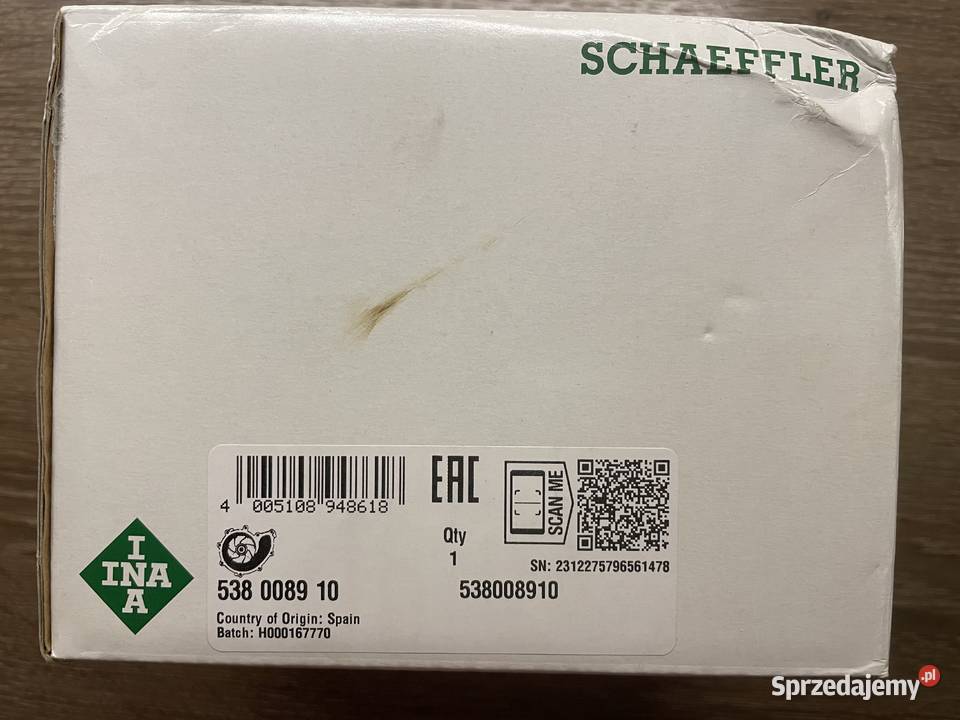 SCHAEFFLER
4 005108 948618
EAC
SCAN ME
Qty
1
SN: 2312275796561478
538 0089 10
538008910
Country of Origin: Spain
Batch: H000167770
INA
INA
Sprzedajemy.pl